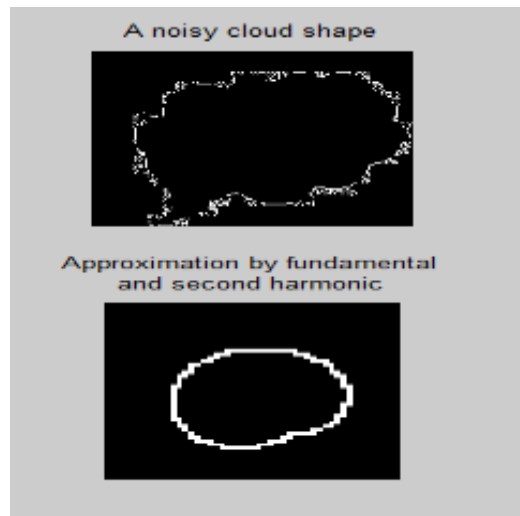 A noisy cloud shape
Approximation by fundamental
and second harmonic